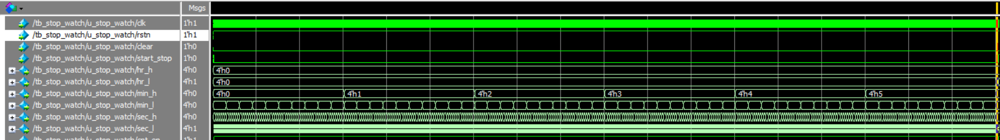 Msgs
/tb_stop_watch/u_stop_watch/clk 1'h1
/tb_stop_watch/u_stop_watch/rstn 1'h1
/tb_stop_watch/u_stop_watch/clear 1'h0
/tb_stop_watch/u_stop_watch/start_stop 1'h0
/tb_stop_watch/u_stop_watch/hr_h 4'h0 4'h0
/tb_stop_watch/u_stop_watch/hr_l 4'h1 4'h0
/tb_stop_watch/u_stop_watch/min_h 4'h0 4'h0 4'h1 4'h2 4'h3 4'h4 4'h5
/tb_stop_watch/u_stop_watch/min_l 4'h0
/tb_stop_watch/u_stop_watch/sec_h 4'h0
/tb_stop_watch/u_stop_watch/sec_l 4'h1